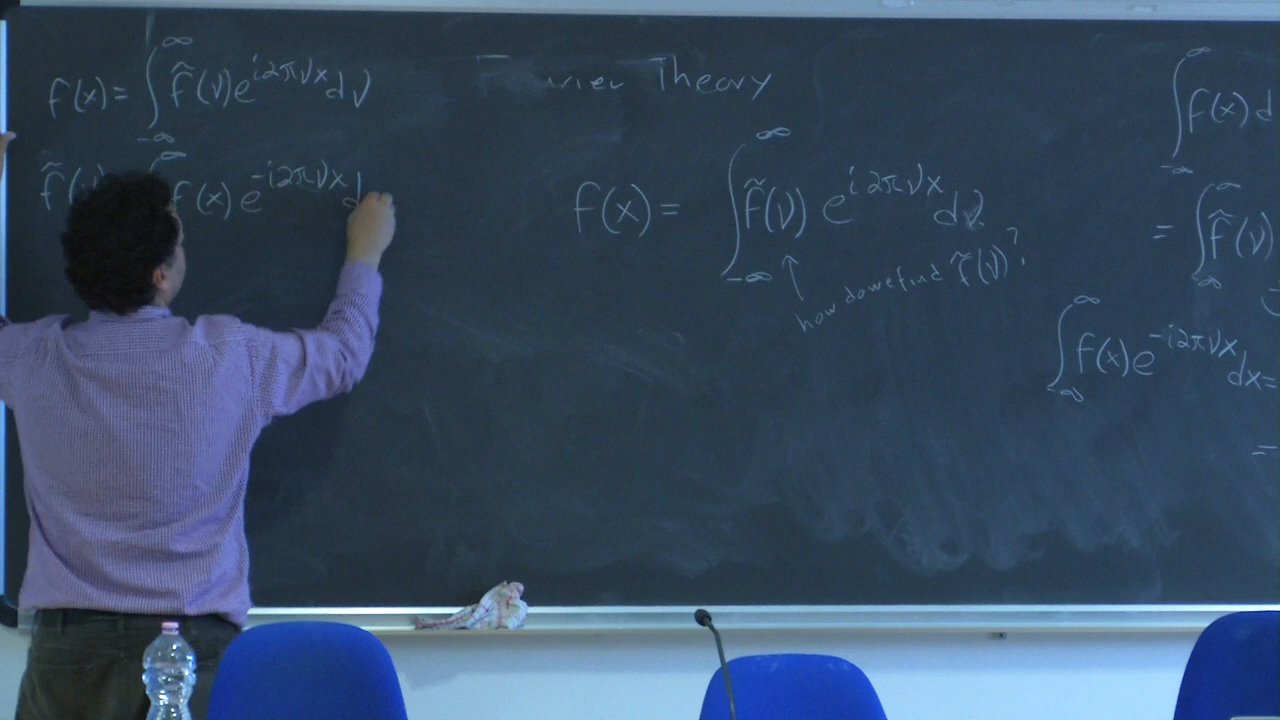 f(x) = ∫_{-∞}^{∞} f̃(ν) e^{i2πνx} dν
f̃(ν) ∫^{∞} f(x) e^{-i2πνx} d
Theory
f(x) = ∫_{-∞}^{∞} f̃(ν) e^{i2πνx} dν
↑
how do we find f̃(ν)?
∫_{-∞}^{∞} f(x) d
= ∫_{-∞}^{∞} f̃(ν)
∫_{-∞}^{∞} f(x) e^{-i2πνx} dx =
=